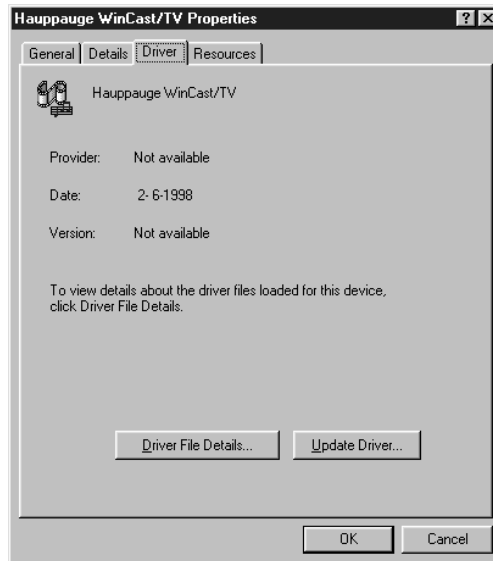 Hauppauge WinCast/TV Properties
General Details Driver Resources
Hauppauge WinCast/TV
Provider: Not available
Date: 2- 6-1998
Version: Not available
To view details about the driver files loaded for this device,
click Driver File Details.
Driver File Details... Update Driver...
OK Cancel